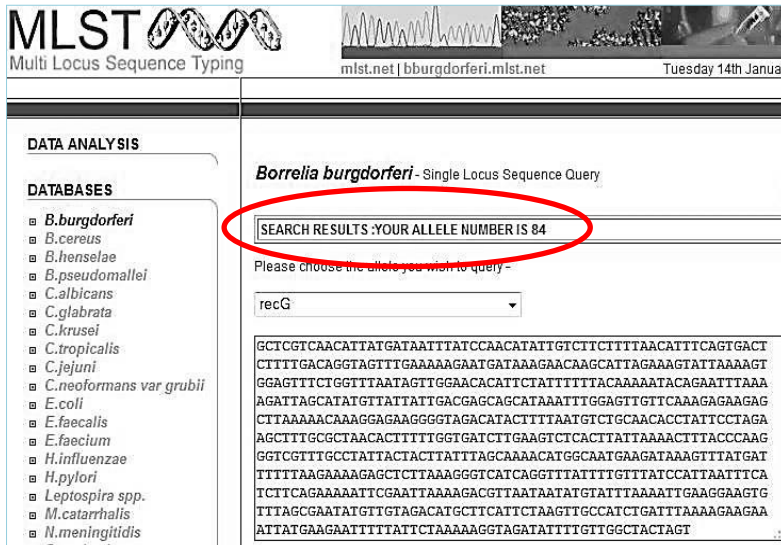 MLST
Multi Locus Sequence Typing
mlst.net | bburgdorferi.mlst.net
Tuesday 14th Janua
DATA ANALYSIS
DATABASES
B.burgdorferi
B.cereus
B.henselae
B.pseudomallei
C.albicans
C.glabrata
C.krusei
C.tropicalis
C.jejuni
C.neoformans var grubii
E.coli
E.faecalis
E.faecium
H.influenzae
H.pylori
Leptospira spp.
M.catarrhalis
N.meningitidis
Borrelia burgdorferi - Single Locus Sequence Query
SEARCH RESULTS :YOUR ALLELE NUMBER IS 84
Please choose the allele you wish to query -
recG
GCTCGTCAACATTATGATAATTTATCCAACATATTGTCTTCTTTTAACATTTCAGTGACT
CTTTTGACAGGTAGTTTGAAAAAGAATGATAAAGAACAAGCATTAGAAAGTATTAAAAGT
GGAGTTTCTGGTTTAATAGTTGGAACACATTCTATTTTTTACAAAAATACAGAATTTAAA
AGATTAGCATATGTTATTATTGACGAGCAGCATAAATTTGGAGTTGTTCAAAGAGAAGAG
CTTAAAAACAAAGGAGAAGGGGTAGACATACTTTTAATGTCTGCAACACCTATTCCTAGA
AGCTTTGCGCTAACACTTTTTGGTGATCTTGAAGTCTCACTTATTAAAACTTTACCCAAG
GGTCGTTTGCCTATTACTACTTATTTAGCAAAACATGGCAATGAAGATAAAGTTTATGAT
TTTTTAAGAAAAGAGCTCTTAAAGGGTCATCAGGTTTATTTTGTTTATCCATTAATTTCA
TCTTCAGAAAAATTCGAATTAAAAGACGTTAATAATATGTATTTAAAATTGAAGGAAGTG
TTTAGCGAATATGTTGTAGACATGCTTCATTCTAAGTTGCCATCTGATTTAAAAGAAGAA
ATTATGAAGAATTTTTATTCTAAAAAGGTAGATATTTTGTTGGCTACTAGT